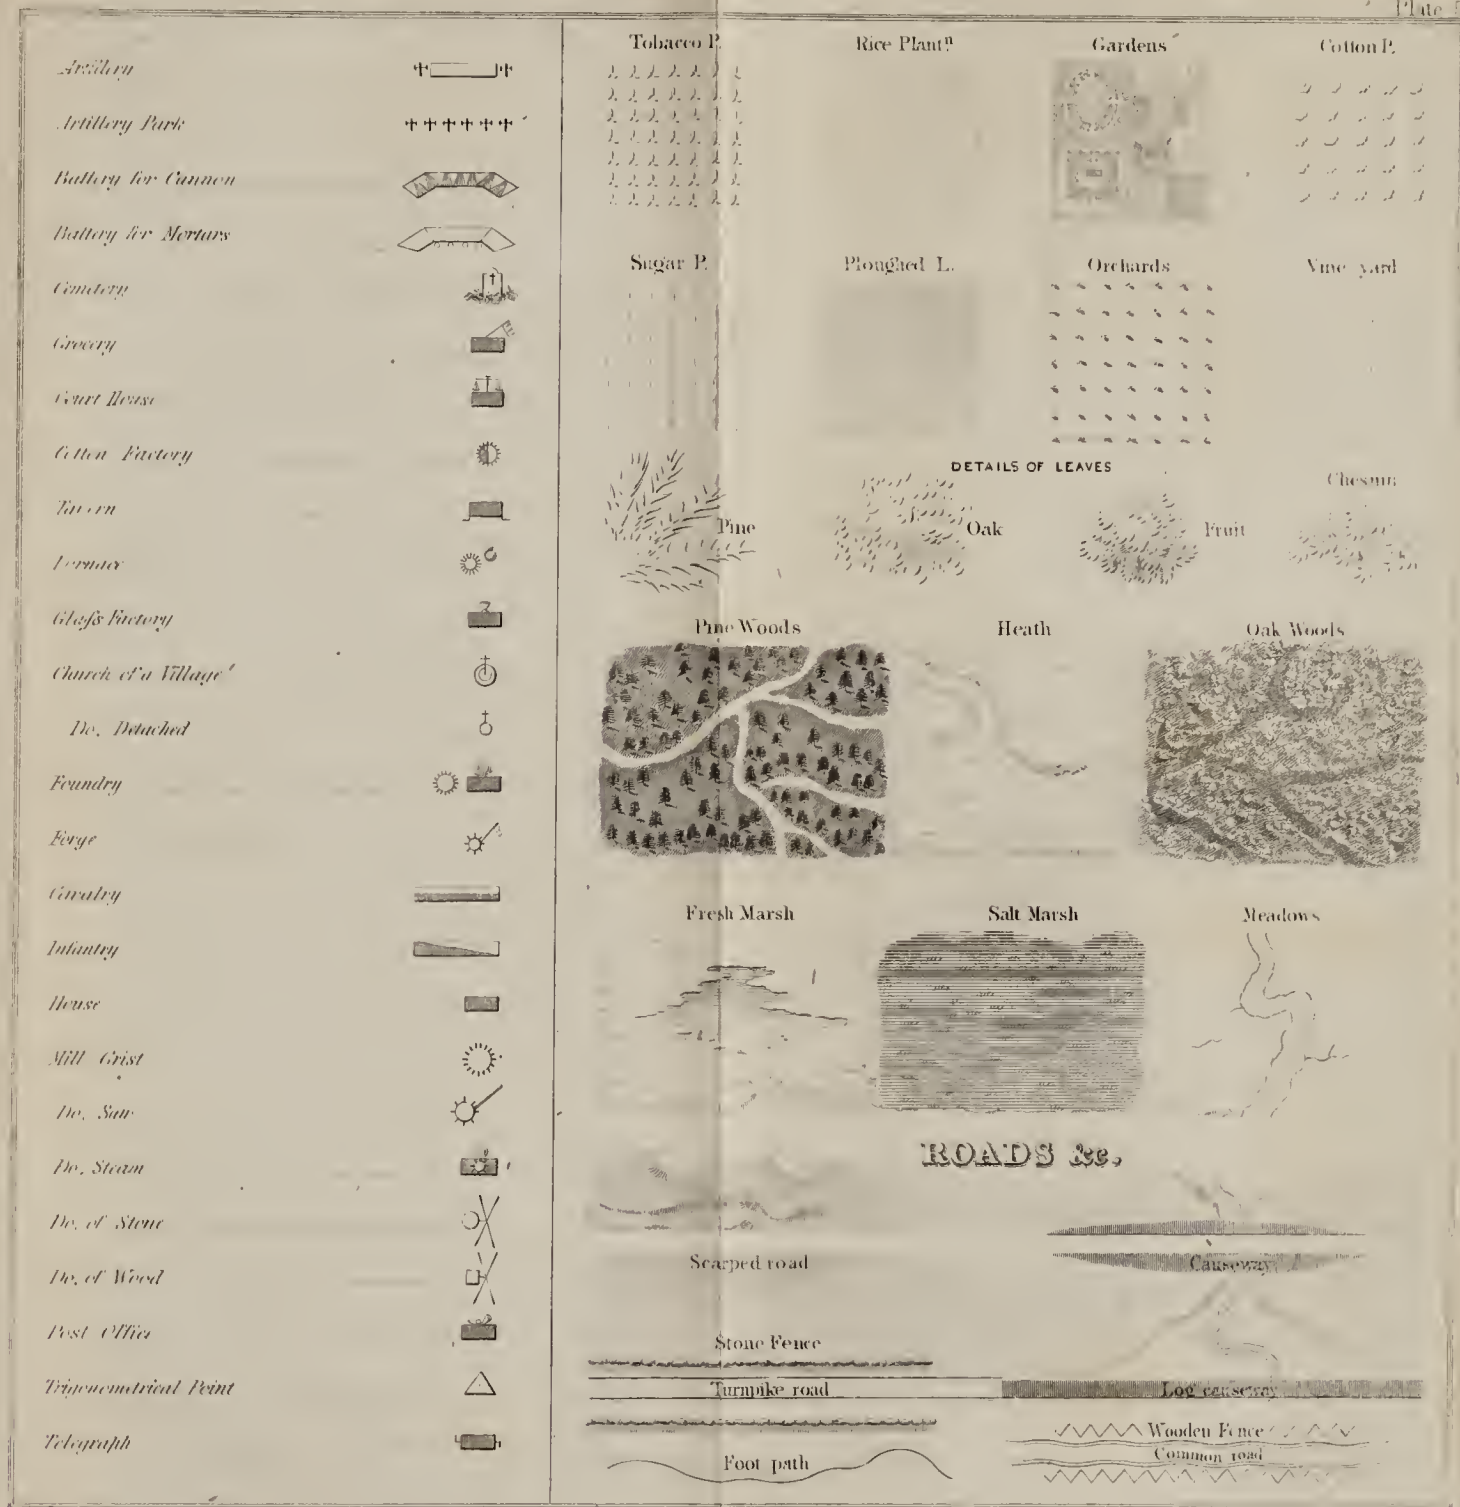 Plate
Artillery
Artillery Park
Battery for Cannon
Battery for Mortars
Cemetery
Grocery
Court House
Cotton Factory
Tavern
Furnace
Glaſs Factory
Church of a Village
Do. Detached
Foundry
Forge
Cavalry
Infantry
House
Mill Grist
Do. Saw
Do. Steam
Do. of Stone
Do. of Wood
Post Office
Trigonometrical Point
Telegraph
Tobacco P. Rice Plantⁿ Gardens Cotton P.
Sugar P. Ploughed L. Orchards Vine yard
DETAILS OF LEAVES
Pine Oak Fruit Chesnut
Pine Woods Heath Oak Woods
Fresh Marsh Salt Marsh Meadows
ROADS &c.
Scarped road Causeway
Stone Fence
Turnpike road Log causeway
Wooden Fence
Common road
Foot path